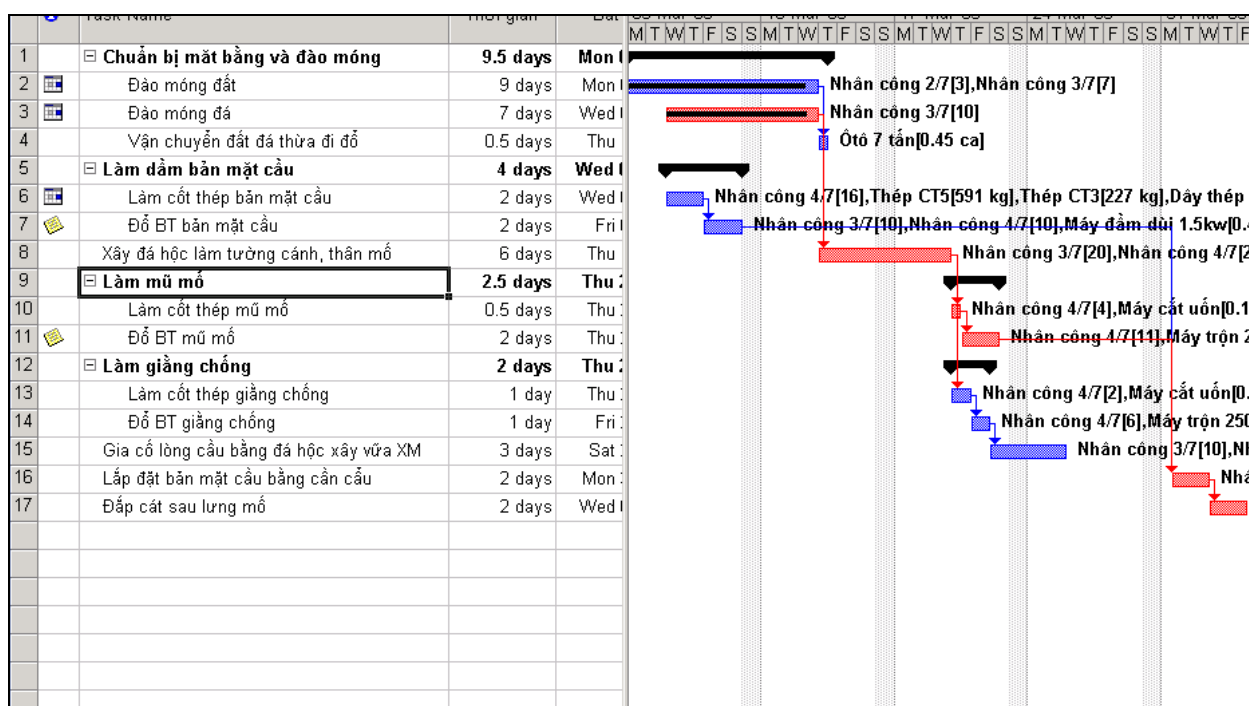 Task Name Thời gian
M T W T F S S M T W T F S S M T W T F S S M T W T F S S M T W T F
1 Chuẩn bị mặt bằng và đào móng 9.5 days Mon
2 Đào móng đất 9 days Mon Nhân công 2/7[3],Nhân công 3/7[7]
3 Đào móng đá 7 days Wed Nhân công 3/7[10]
4 Vận chuyển đất đá thừa đi đổ 0.5 days Thu Ôtô 7 tấn[0.45 ca]
5 Làm dầm bản mặt cầu 4 days Wed
6 Làm cốt thép bản mặt cầu 2 days Wed Nhân công 4/7[16],Thép CT5[591 kg],Thép CT3[227 kg],Dây thép
7 Đổ BT bản mặt cầu 2 days Fri Nhân công 3/7[10],Nhân công 4/7[10],Máy đầm dùi 1.5kw[0.
8 Xây đá hộc làm tường cánh, thân mố 6 days Thu Nhân công 3/7[20],Nhân công 4/7[2
9 Làm mũ mố 2.5 days Thu
10 Làm cốt thép mũ mố 0.5 days Thu Nhân công 4/7[4],Máy cắt uốn[0.1
11 Đổ BT mũ mố 2 days Thu Nhân công 4/7[11],Máy trộn 2
12 Làm giằng chống 2 days Thu
13 Làm cốt thép giằng chống 1 day Thu Nhân công 4/7[2],Máy cắt uốn[0.
14 Đổ BT giằng chống 1 day Fri Nhân công 4/7[6],Máy trộn 250
15 Gia cố lòng cầu bằng đá hộc xây vữa XM 3 days Sat Nhân công 3/7[10],Nh
16 Lắp đặt bản mặt cầu bằng cần cẩu 2 days Mon Nhâ
17 Đắp cát sau lưng mố 2 days Wed